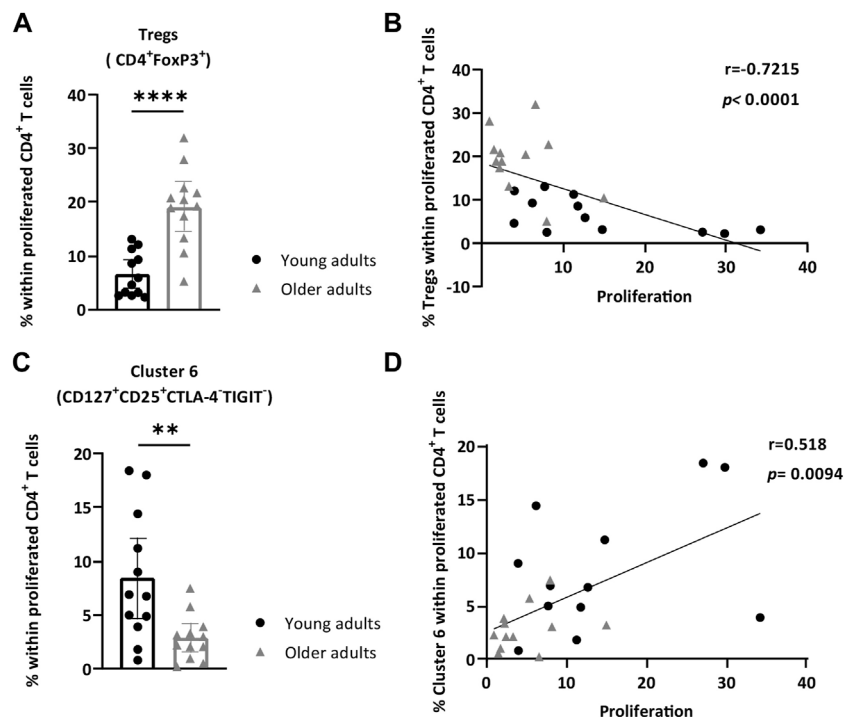 A
Tregs
( CD4⁺FoxP3⁺)
% within proliferated CD4⁺ T cells
40
30
20
10
0
****
Young adults
Older adults
B
r=-0.7215
p< 0.0001
% Tregs within proliferated CD4⁺ T cells
40
30
20
10
0
-10
10
20
30
40
Proliferation
C
Cluster 6
(CD127⁺CD25⁺CTLA-4⁻TIGIT⁻)
% within proliferated CD4⁺ T cells
20
15
10
5
0
**
Young adults
Older adults
D
r=0.518
p= 0.0094
% Cluster 6 within proliferated CD4⁺ T cells
20
15
10
5
0
0
10
20
30
40
Proliferation